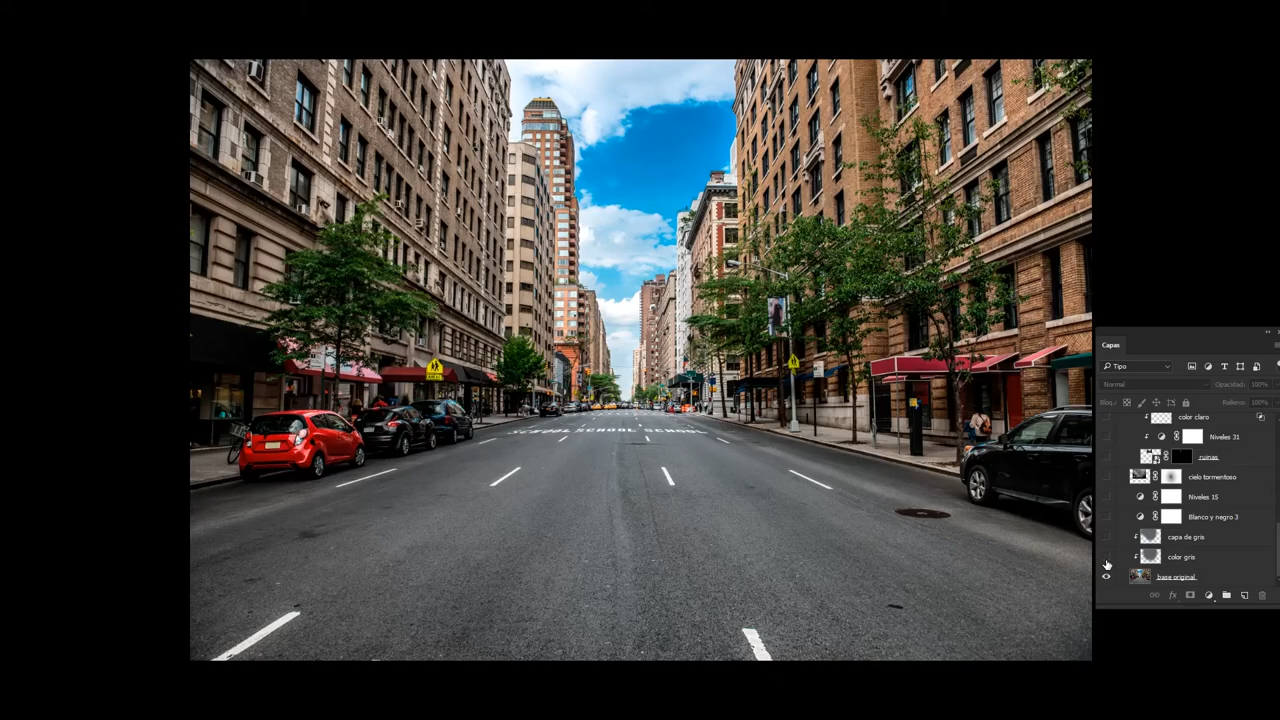 Capas
Tipo
Normal Opacidad: 100%
Bloq.: Relleno: 100%
color claro
Niveles 31
ruinas
cielo tormentoso
Niveles 15
Blanco y negro 3
capa de gris
color gris
base original
fx
SCHOOL SCHOOL SCHOOL